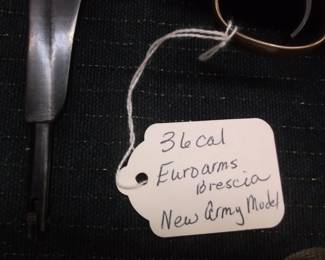 36 cal
Euroarms
Brescia
New Army Model